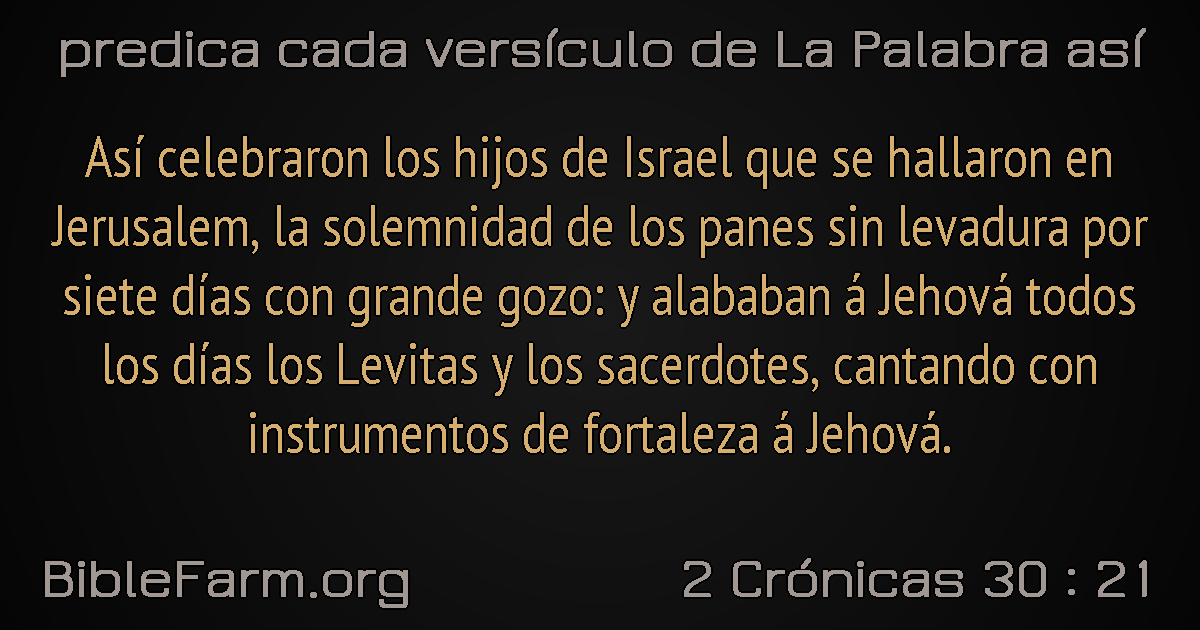 predica cada versículo de La Palabra así
Así celebraron los hijos de Israel que se hallaron en
Jerusalem, la solemnidad de los panes sin levadura por
siete días con grande gozo: y alababan á Jehová todos
los días los Levitas y los sacerdotes, cantando con
instrumentos de fortaleza á Jehová.
BibleFarm.org
2 Crónicas 30 : 21